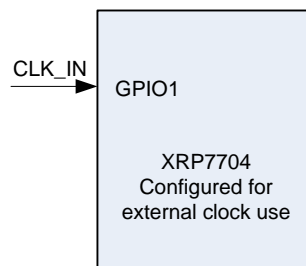 CLK_IN
GPIO1
XRP7704
Configured for
external clock use